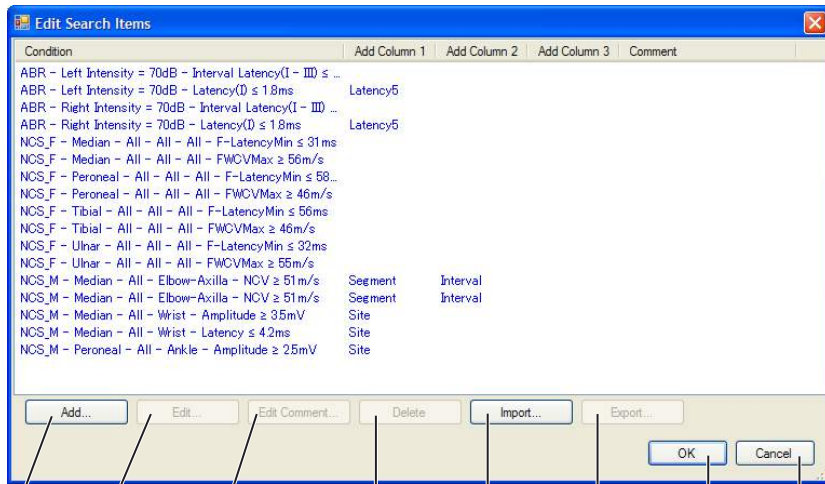 Edit Search Items
Condition Add Column 1 Add Column 2 Add Column 3 Comment
ABR - Left Intensity = 70dB - Interval Latency(I - III) ≤ ...
ABR - Left Intensity = 70dB - Latency(I) ≤ 1.8ms Latency5
ABR - Right Intensity = 70dB - Interval Latency(I - III) ...
ABR - Right Intensity = 70dB - Latency(I) ≤ 1.8ms Latency5
NCS_F - Median - All - All - All - F-LatencyMin ≤ 31ms
NCS_F - Median - All - All - All - FWCVMax ≥ 56m/s
NCS_F - Peroneal - All - All - All - F-LatencyMin ≤ 58...
NCS_F - Peroneal - All - All - All - FWCVMax ≥ 46m/s
NCS_F - Tibial - All - All - All - F-LatencyMin ≤ 56ms
NCS_F - Tibial - All - All - All - FWCVMax ≥ 46m/s
NCS_F - Ulnar - All - All - All - F-LatencyMin ≤ 32ms
NCS_F - Ulnar - All - All - All - FWCVMax ≥ 55m/s
NCS_M - Median - All - Elbow-Axilla - NCV ≥ 51m/s Segment Interval
NCS_M - Median - All - Elbow-Axilla - NCV ≥ 51m/s Segment Interval
NCS_M - Median - All - Wrist - Amplitude ≥ 3.5mV Site
NCS_M - Median - All - Wrist - Latency ≤ 4.2ms Site
NCS_M - Peroneal - All - Ankle - Amplitude ≥ 2.5mV Site
Add... Edit... Edit Comment... Delete Import... Export...
OK Cancel